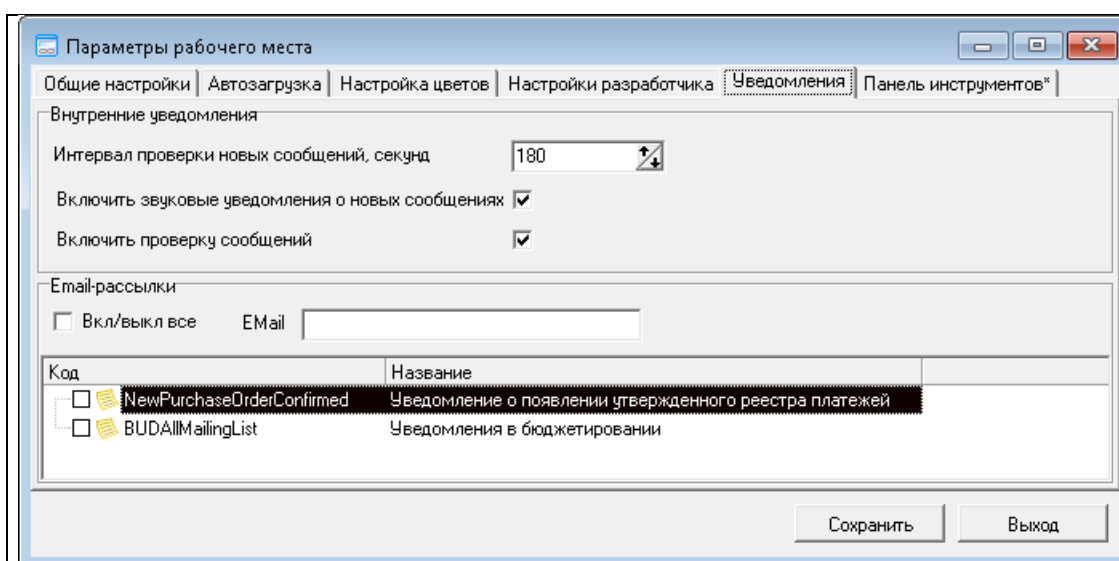 Параметры рабочего места
Общие настройки Автозагрузка Настройка цветов Настройки разработчика Уведомления Панель инструментов*
Внутренние уведомления
Интервал проверки новых сообщений, секунд 180
Включить звуковые уведомления о новых сообщениях
Включить проверку сообщений
Email-рассылки
Вкл/выкл все EMail
Код Название
NewPurchaseOrderConfirmed Уведомление о появлении утвержденного реестра платежей
BUDAllMailingList Уведомления в бюджетировании
Сохранить Выход